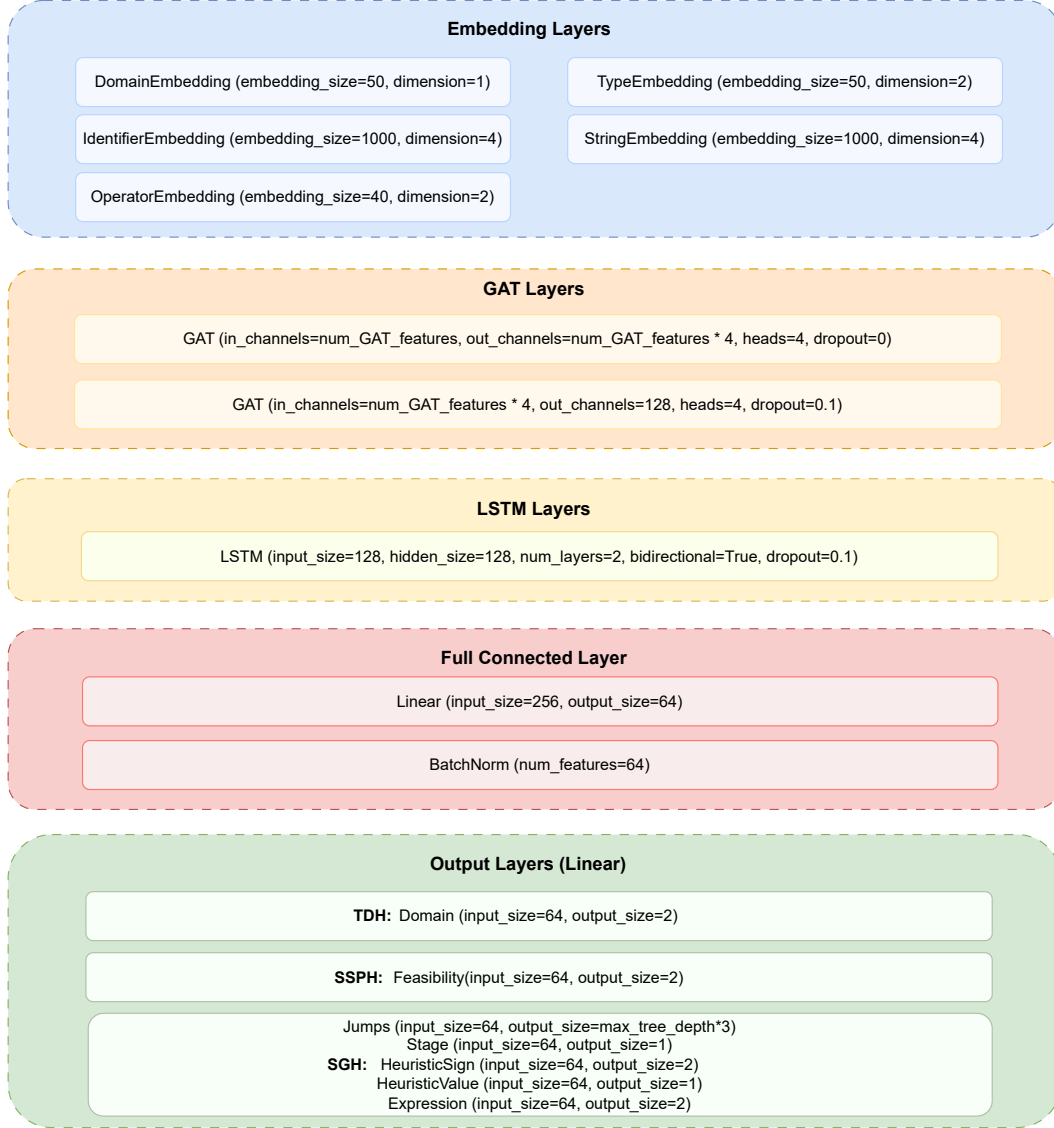 Embedding Layers
DomainEmbedding (embedding_size=50, dimension=1)
TypeEmbedding (embedding_size=50, dimension=2)
IdentifierEmbedding (embedding_size=1000, dimension=4)
StringEmbedding (embedding_size=1000, dimension=4)
OperatorEmbedding (embedding_size=40, dimension=2)
GAT Layers
GAT (in_channels=num_GAT_features, out_channels=num_GAT_features * 4, heads=4, dropout=0)
GAT (in_channels=num_GAT_features * 4, out_channels=128, heads=4, dropout=0.1)
LSTM Layers
LSTM (input_size=128, hidden_size=128, num_layers=2, bidirectional=True, dropout=0.1)
Full Connected Layer
Linear (input_size=256, output_size=64)
BatchNorm (num_features=64)
Output Layers (Linear)
TDH: Domain (input_size=64, output_size=2)
SSPH: Feasibility(input_size=64, output_size=2)
Jumps (input_size=64, output_size=max_tree_depth*3)
Stage (input_size=64, output_size=1)
SGH: HeuristicSign (input_size=64, output_size=2)
HeuristicValue (input_size=64, output_size=1)
Expression (input_size=64, output_size=2)